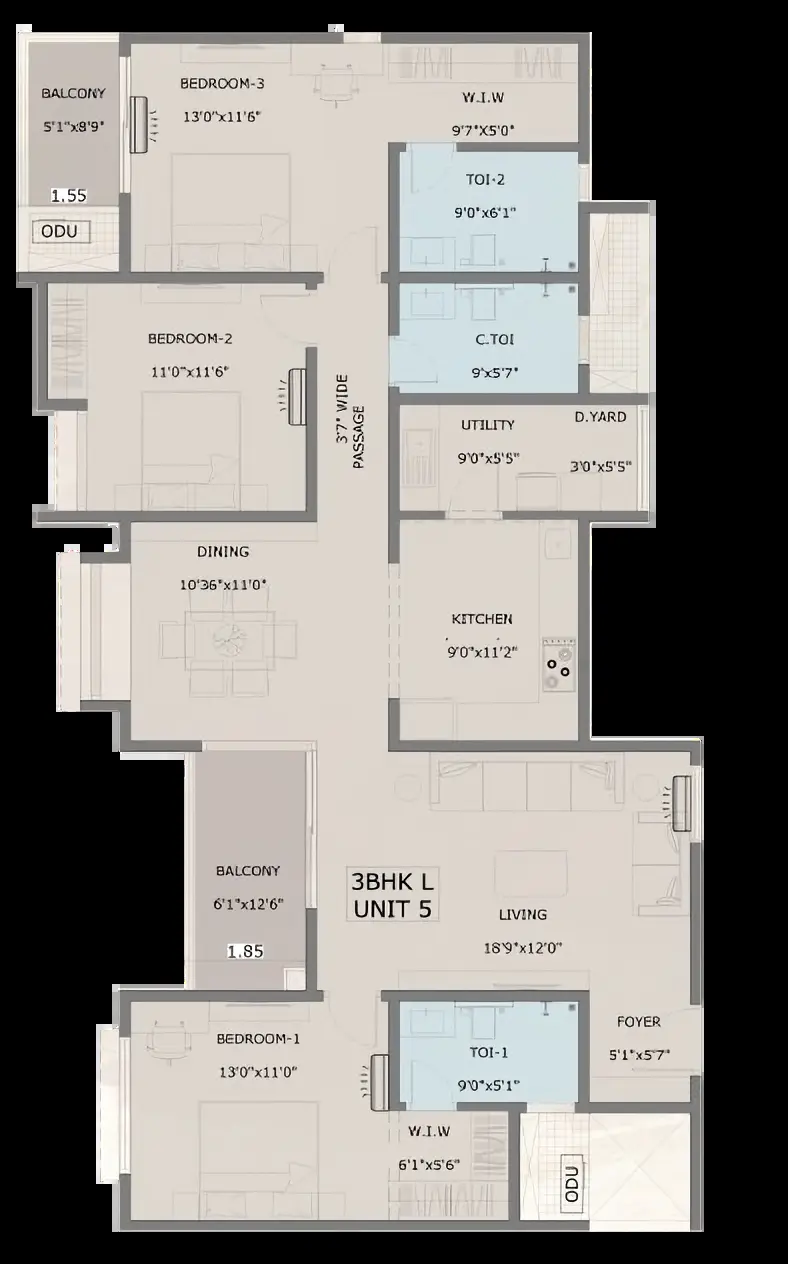 BEDROOM-3
13'0"x11'6"
BALCONY
5'1"x8'9"
1.55
ODU
W.I.W
9'7"X5'0"
TOI-2
9'0"x6'1"
BEDROOM-2
11'0"x11'6"
C.TOI
9'x5'7"
3'7" WIDE
PASSAGE
UTILITY
9'0"x5'5"
D.YARD
3'0"x5'5"
DINING
10'36"x11'0"
KITCHEN
9'0"x11'2"
BALCONY
6'1"x12'6"
1.85
3BHK L
UNIT 5
LIVING
18'9"x12'0"
FOYER
5'1"x5'7"
BEDROOM-1
13'0"x11'0"
TOI-1
9'0"x5'1"
W.I.W
6'1"x5'6"
ODU